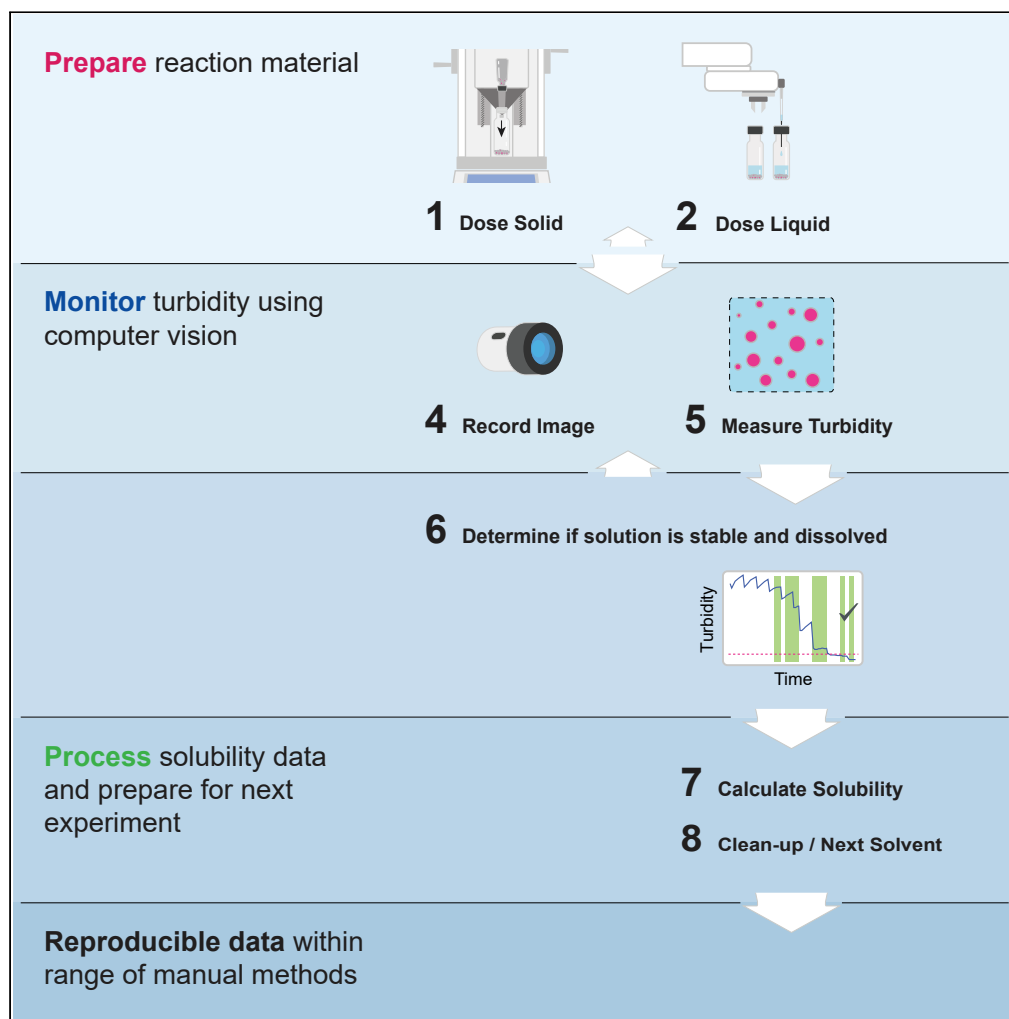 Prepare reaction material
1 Dose Solid
2 Dose Liquid
Monitor turbidity using
computer vision
4 Record Image
5 Measure Turbidity
6 Determine if solution is stable and dissolved
Turbidity
Time
Process solubility data
and prepare for next
experiment
7 Calculate Solubility
8 Clean-up / Next Solvent
Reproducible data within
range of manual methods